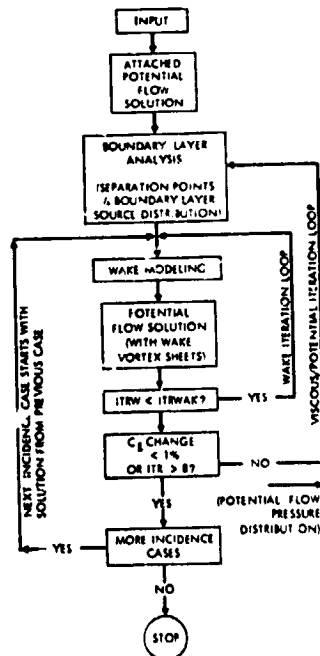 INPUT
ATTACHED
POTENTIAL
FLOW
SOLUTION
BOUNDARY LAYER
ANALYSIS
(SEPARATION POINTS
& BOUNDARY LAYER
SOURCE DISTRIBUTION)
WAKE MODELING
POTENTIAL
FLOW SOLUTION
(WITH WAKE
VORTEX SHEETS)
ITRW < ITRWAK?
YES
WAKE ITERATION LOOP
VISCOUS/POTENTIAL ITERATION LOOP
CHANGE
< 1%
OR ITR > 8?
NO
(POTENTIAL FLOW
PRESSURE
DISTRIBUTION)
YES
MORE INCIDENCE
CASES
YES
NEXT INCIDENCE CASE STARTS WITH
SOLUTION FROM PREVIOUS CASE
NO
STOP